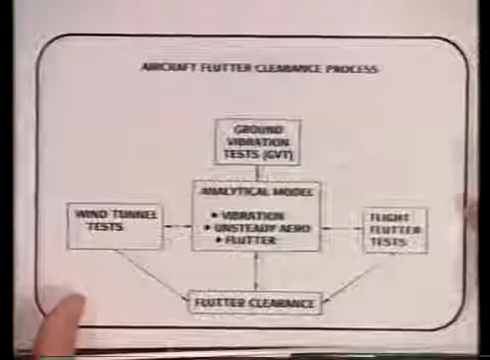 AIRCRAFT FLUTTER CLEARANCE PROCESS
GROUND
VIBRATION
TESTS (GVT)
ANALYTICAL MODEL
• VIBRATION
• UNSTEADY AERO
• FLUTTER
WIND TUNNEL
TESTS
FLIGHT
FLUTTER
TESTS
FLUTTER CLEARANCE